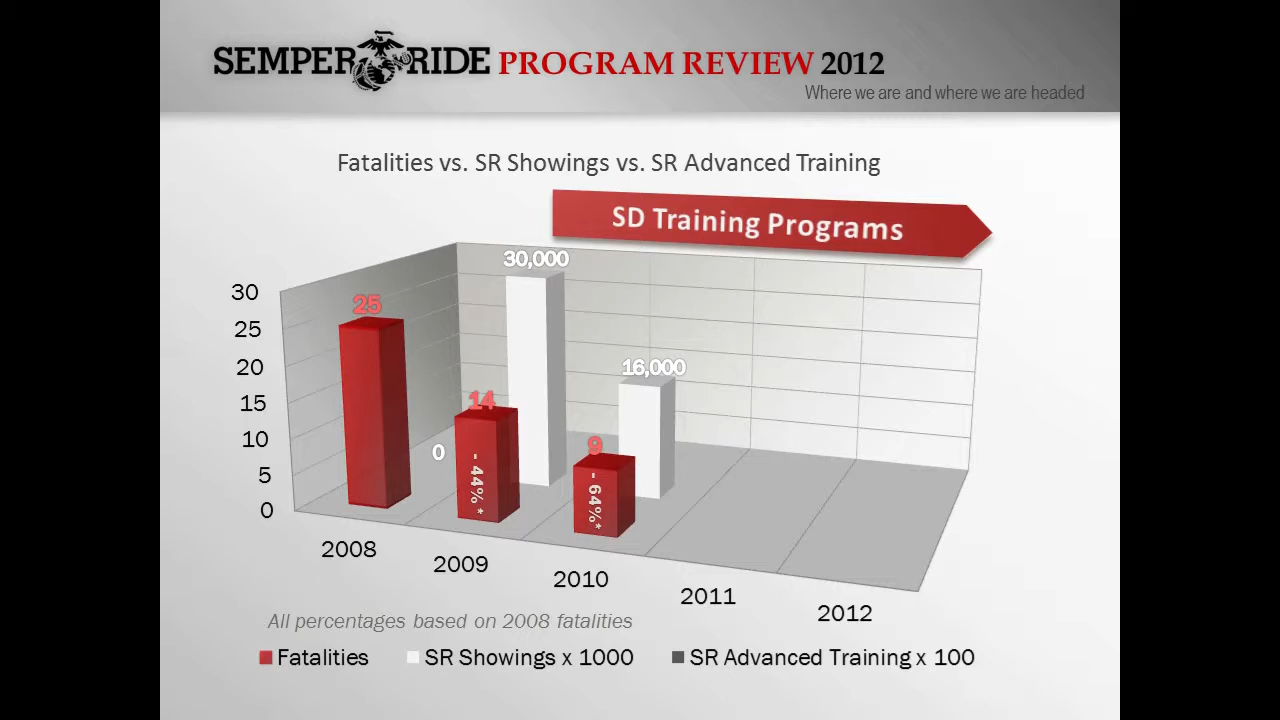 SEMPER RIDE PROGRAM REVIEW 2012
Where we are and where we are headed
Fatalities vs. SR Showings vs. SR Advanced Training
SD Training Programs
30,000
30
25
25
16,000
20
15
14
10
9
0
5
- 44% *
- 64%*
0
2008
2009
2010
2011
2012
All percentages based on 2008 fatalities
Fatalities SR Showings x 1000 SR Advanced Training x 100